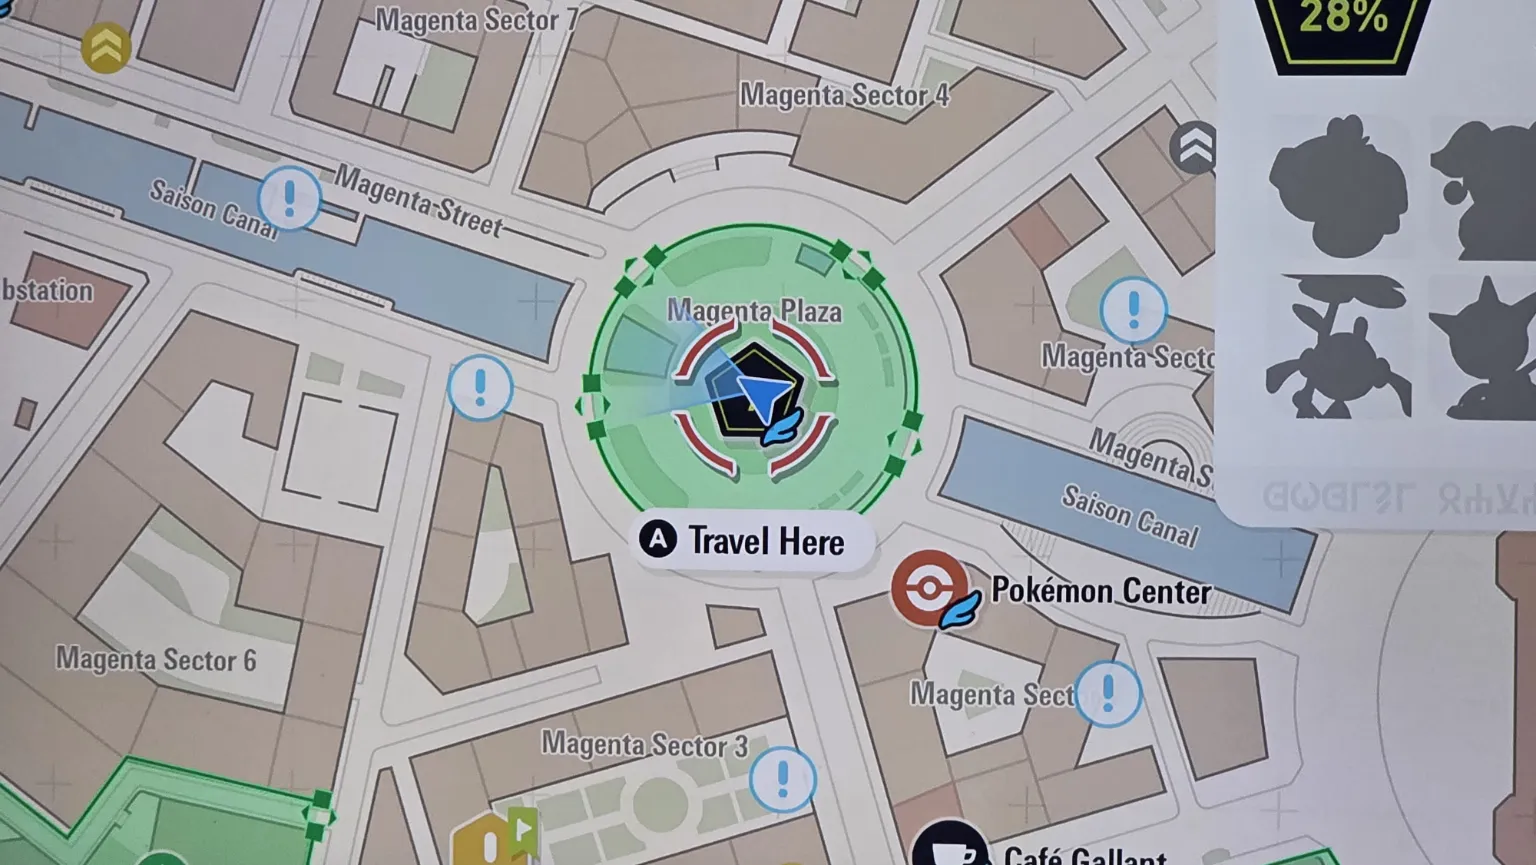 Magenta Sector 7
28%
Magenta Sector 4
Magenta Street
Saison Canal
bstation
Magenta Plaza
Magenta Secto
Magenta S
Saison Canal
A Travel Here
Pokémon Center
Magenta Sector 6
Magenta Sect
Magenta Sector 3
Café Gallant